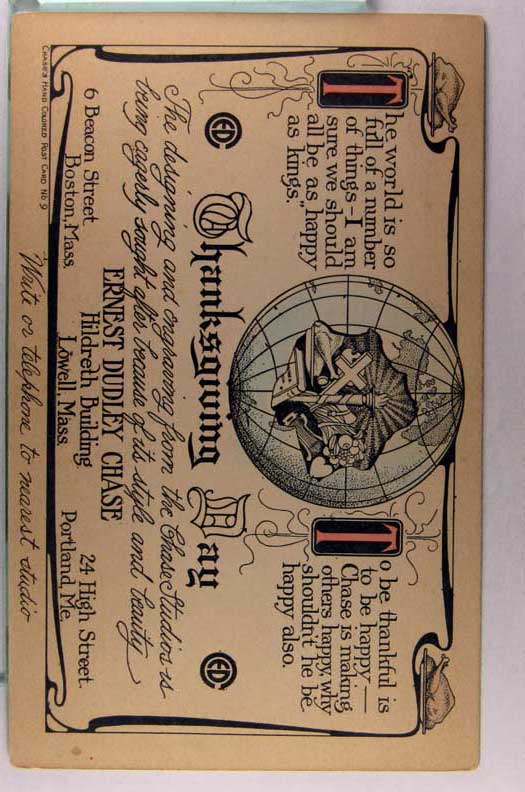 The world is so
full of a number
of things - I am
sure we should
all be as happy
as kings."
To be thankful is
to be happy —
Chase is making
others happy, why
shouldn't he be
happy also.
ECD
Thanksgiving Day
ECD
The designing and engraving from the Chase Studios is
being eagerly sought after because of its style and beauty
ERNEST DUDLEY CHASE
6 Beacon Street
Boston, Mass.
Hildreth Building
Lowell, Mass.
24 High Street.
Portland Me.
Write or telephone to nearest studio
CHASE'S HAND COLORED POST CARD No 9